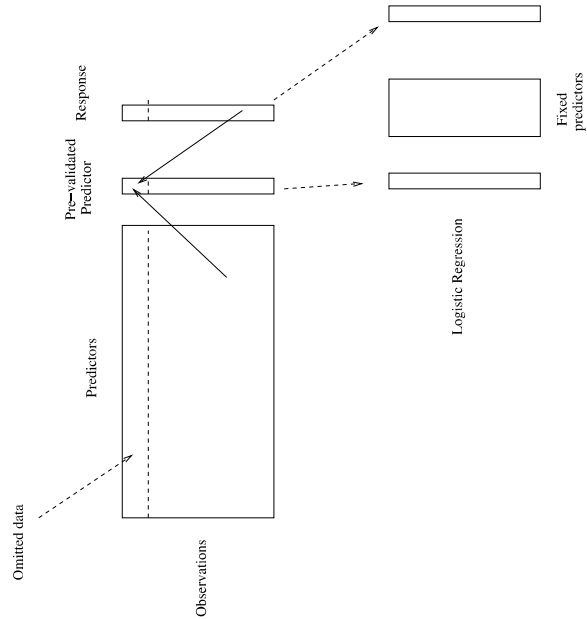 Omitted data
Predictors
Pre-validated
Predictor
Response
Observations
Logistic Regression
Fixed
predictors